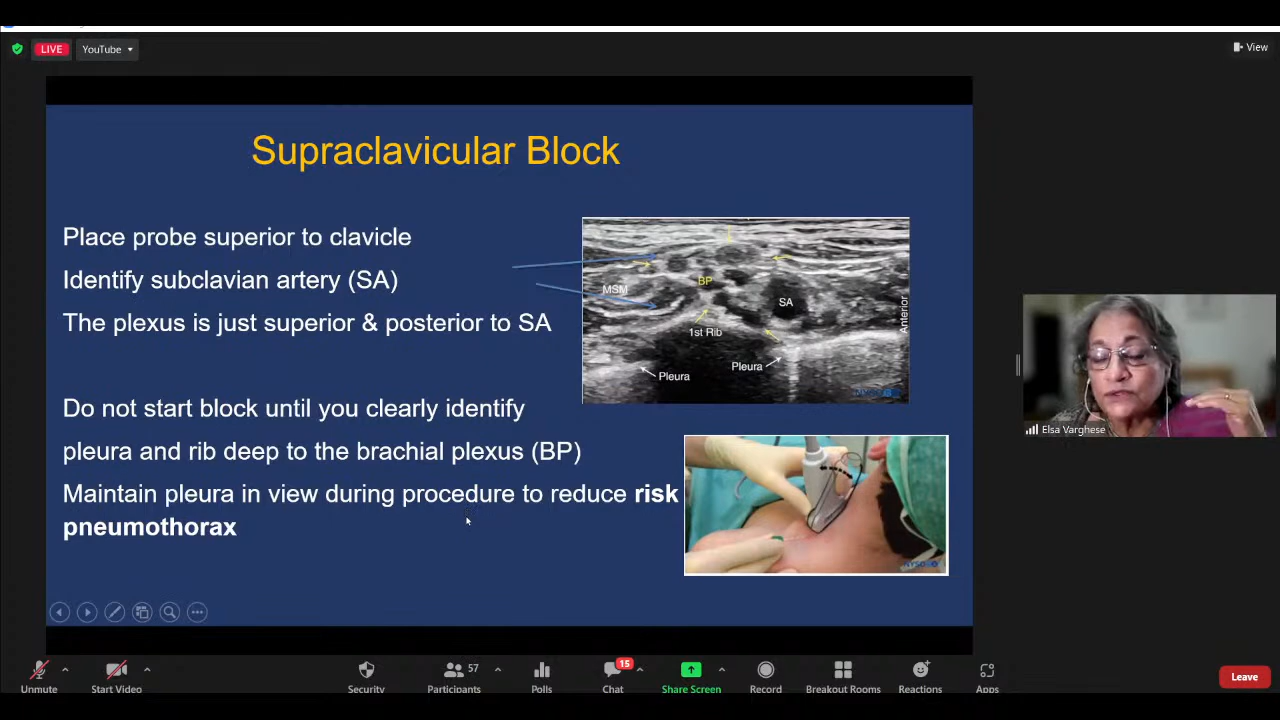 LIVE
YouTube
View
Supraclavicular Block
Place probe superior to clavicle
Identify subclavian artery (SA)
The plexus is just superior & posterior to SA
Do not start block until you clearly identify
pleura and rib deep to the brachial plexus (BP)
Maintain pleura in view during procedure to reduce risk
pneumothorax
BP
MSM
SA
1st Rib
Anterior
Pleura
Pleura
Elsa Varghese
57
15
Unmute
Start Video
Security
Participants
Polls
Chat
Share Screen
Record
Breakout Rooms
Reactions
Apps
Leave